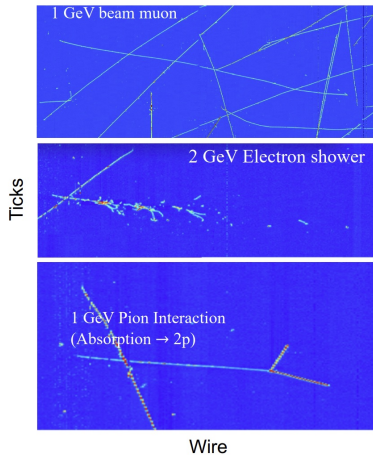 1 GeV beam muon
2 GeV Electron shower
Ticks
1 GeV Pion Interaction
(Absorption → 2p)
Wire